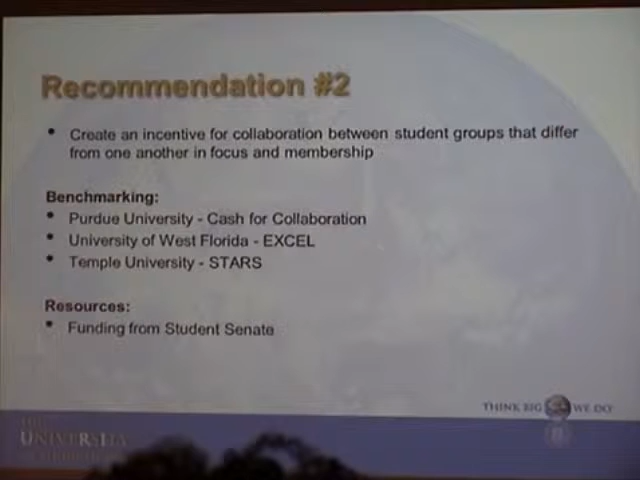 Recommendation #2
• Create an incentive for collaboration between student groups that differ
from one another in focus and membership
Benchmarking:
• Purdue University - Cash for Collaboration
• University of West Florida - EXCEL
• Temple University - STARS
Resources:
• Funding from Student Senate
THINK BIG WE DO
THE
UNIVERSITY